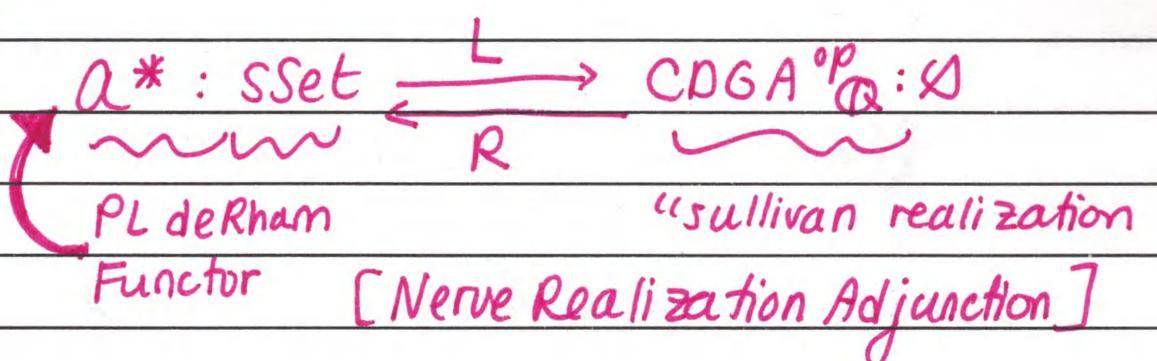 L
a* : sSet ⇄ CDGA^op_Q : S
R
PL deRham
Functor
"sullivan realization
[Nerve Realization Adjunction]